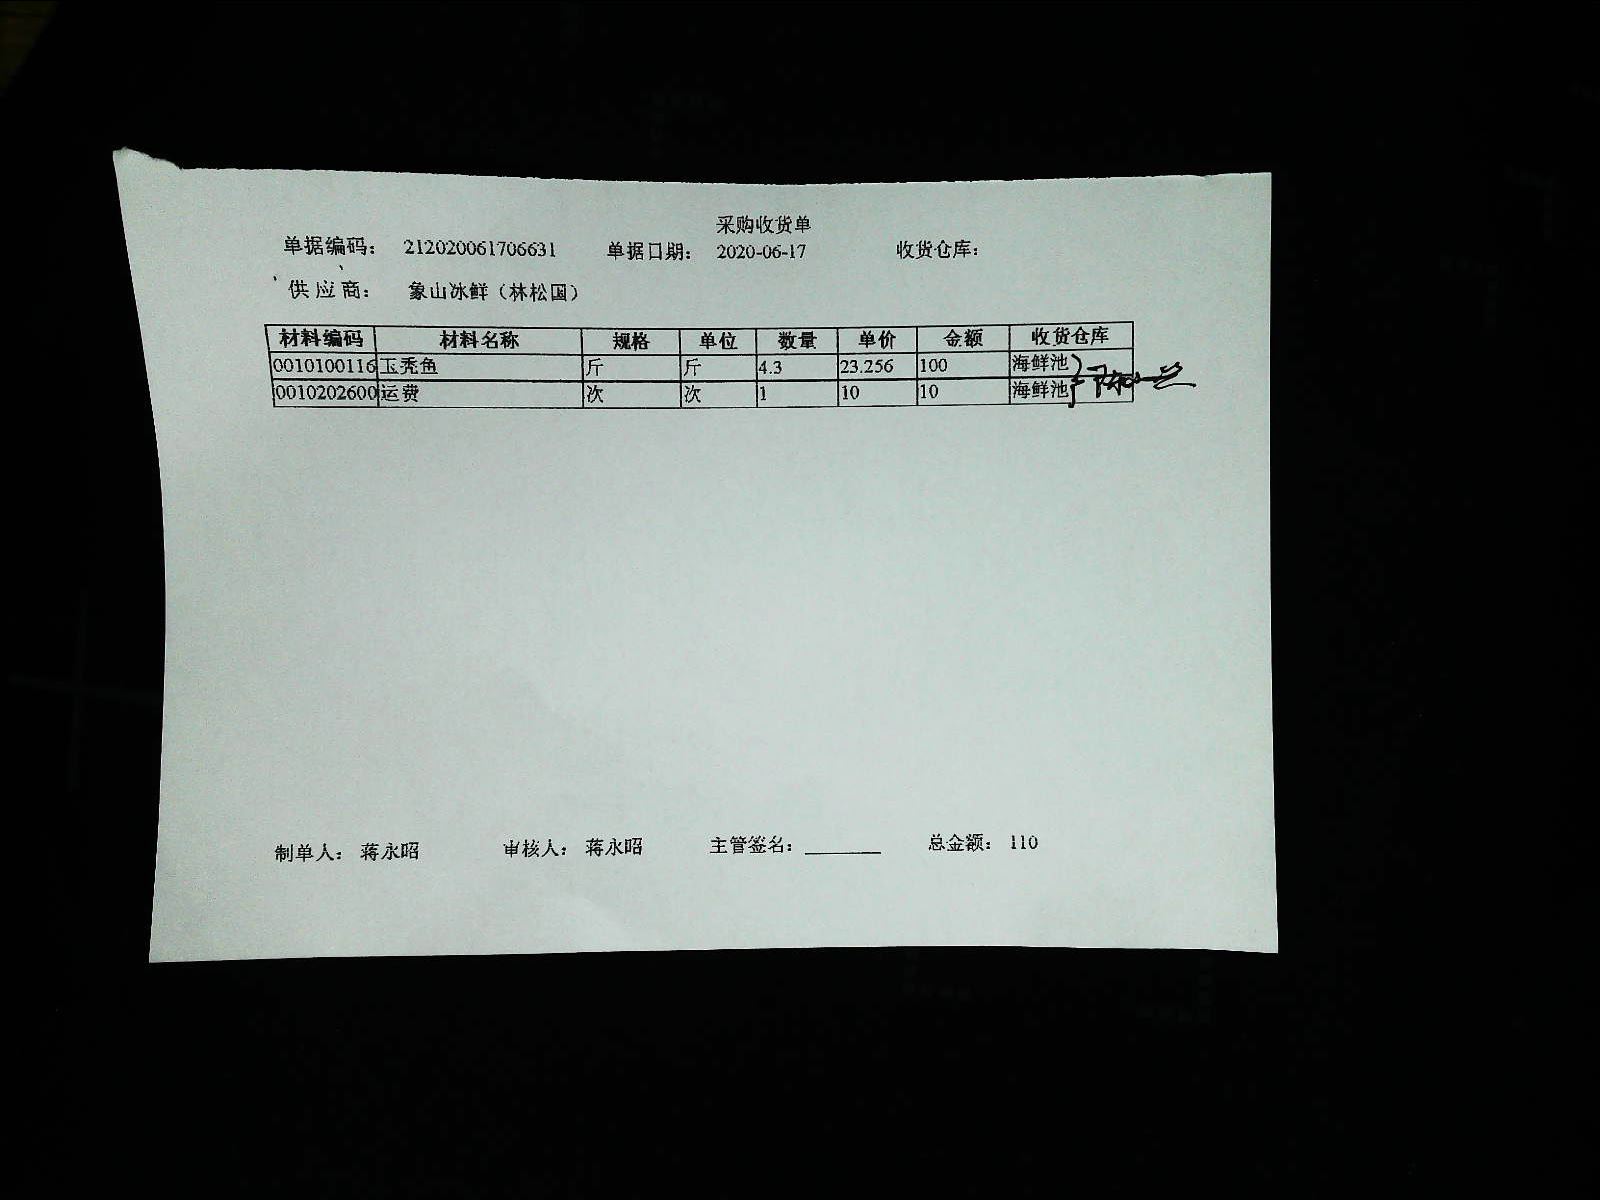 采购收货单
单据编码： 212020061706631 单据日期： 2020-06-17 收货仓库：
供应商： 象山冰鲜（林松国）
材料编码 材料名称 规格 单位 数量 单价 金额 收货仓库
0010100116 玉秃鱼 斤 斤 4.3 23.256 100 海鲜池
0010202600 运费 次 次 1 10 10 海鲜池
制单人： 蒋永昭 审核人： 蒋永昭 主管签名： 总金额： 110